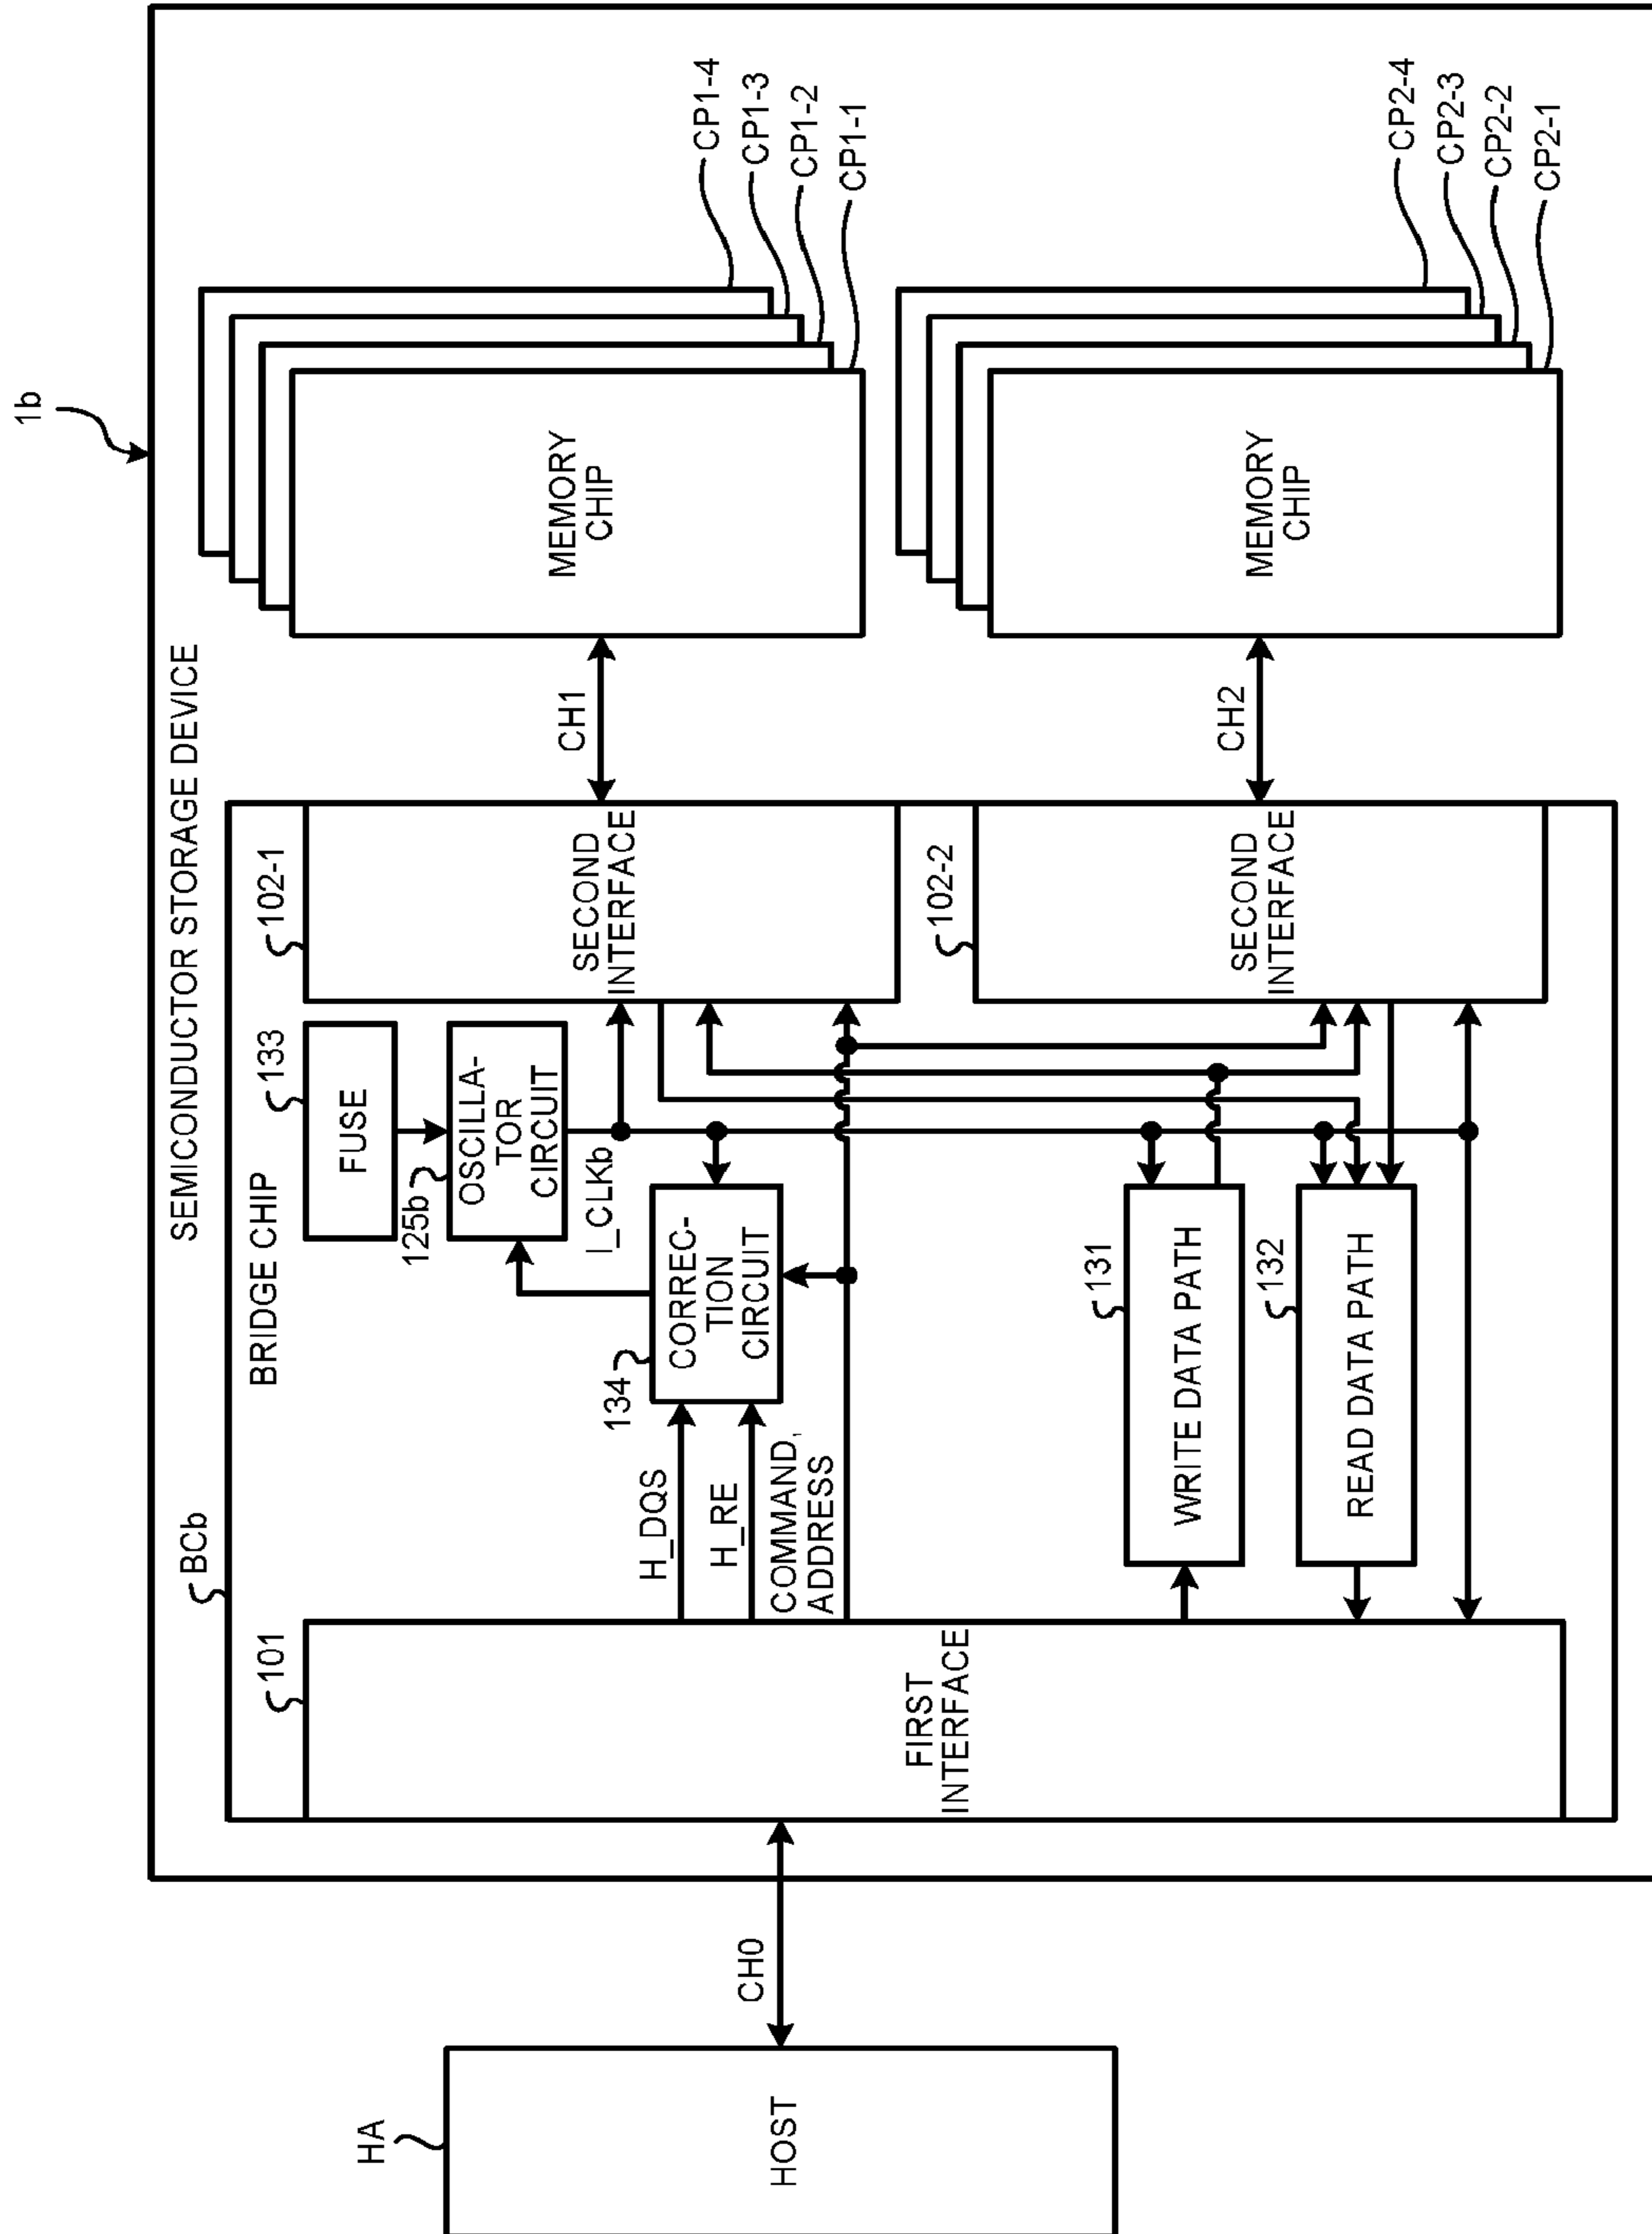 1b
SEMICONDUCTOR STORAGE DEVICE
BCb
BRIDGE CHIP
HA
HOST
CH0
101
FIRST
INTERFACE
H_DQS
H_RE
COMMAND,
ADDRESS
134
CORREC-
TION
CIRCUIT
133
FUSE
125b
OSCILLA-
TOR
CIRCUIT
I_CLKb
131
WRITE DATA PATH
132
READ DATA PATH
102-1
SECOND
INTERFACE
102-2
SECOND
INTERFACE
CH1
CH2
MEMORY
CHIP
CP1-4
CP1-3
CP1-2
CP1-1
MEMORY
CHIP
CP2-4
CP2-3
CP2-2
CP2-1